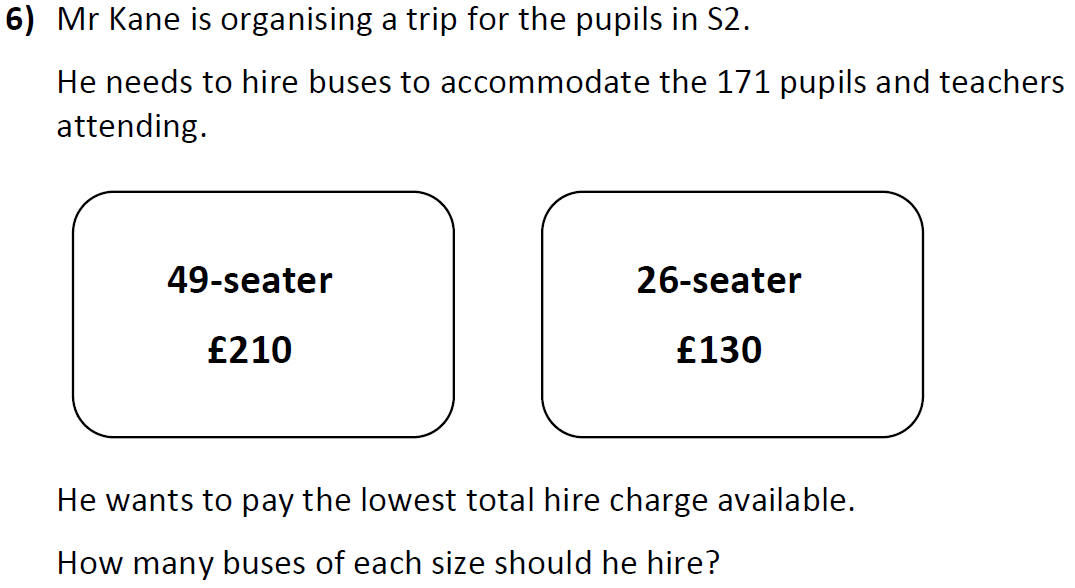 6) Mr Kane is organising a trip for the pupils in S2.
He needs to hire buses to accommodate the 171 pupils and teachers
attending.
49-seater
£210
26-seater
£130
He wants to pay the lowest total hire charge available.
How many buses of each size should he hire?